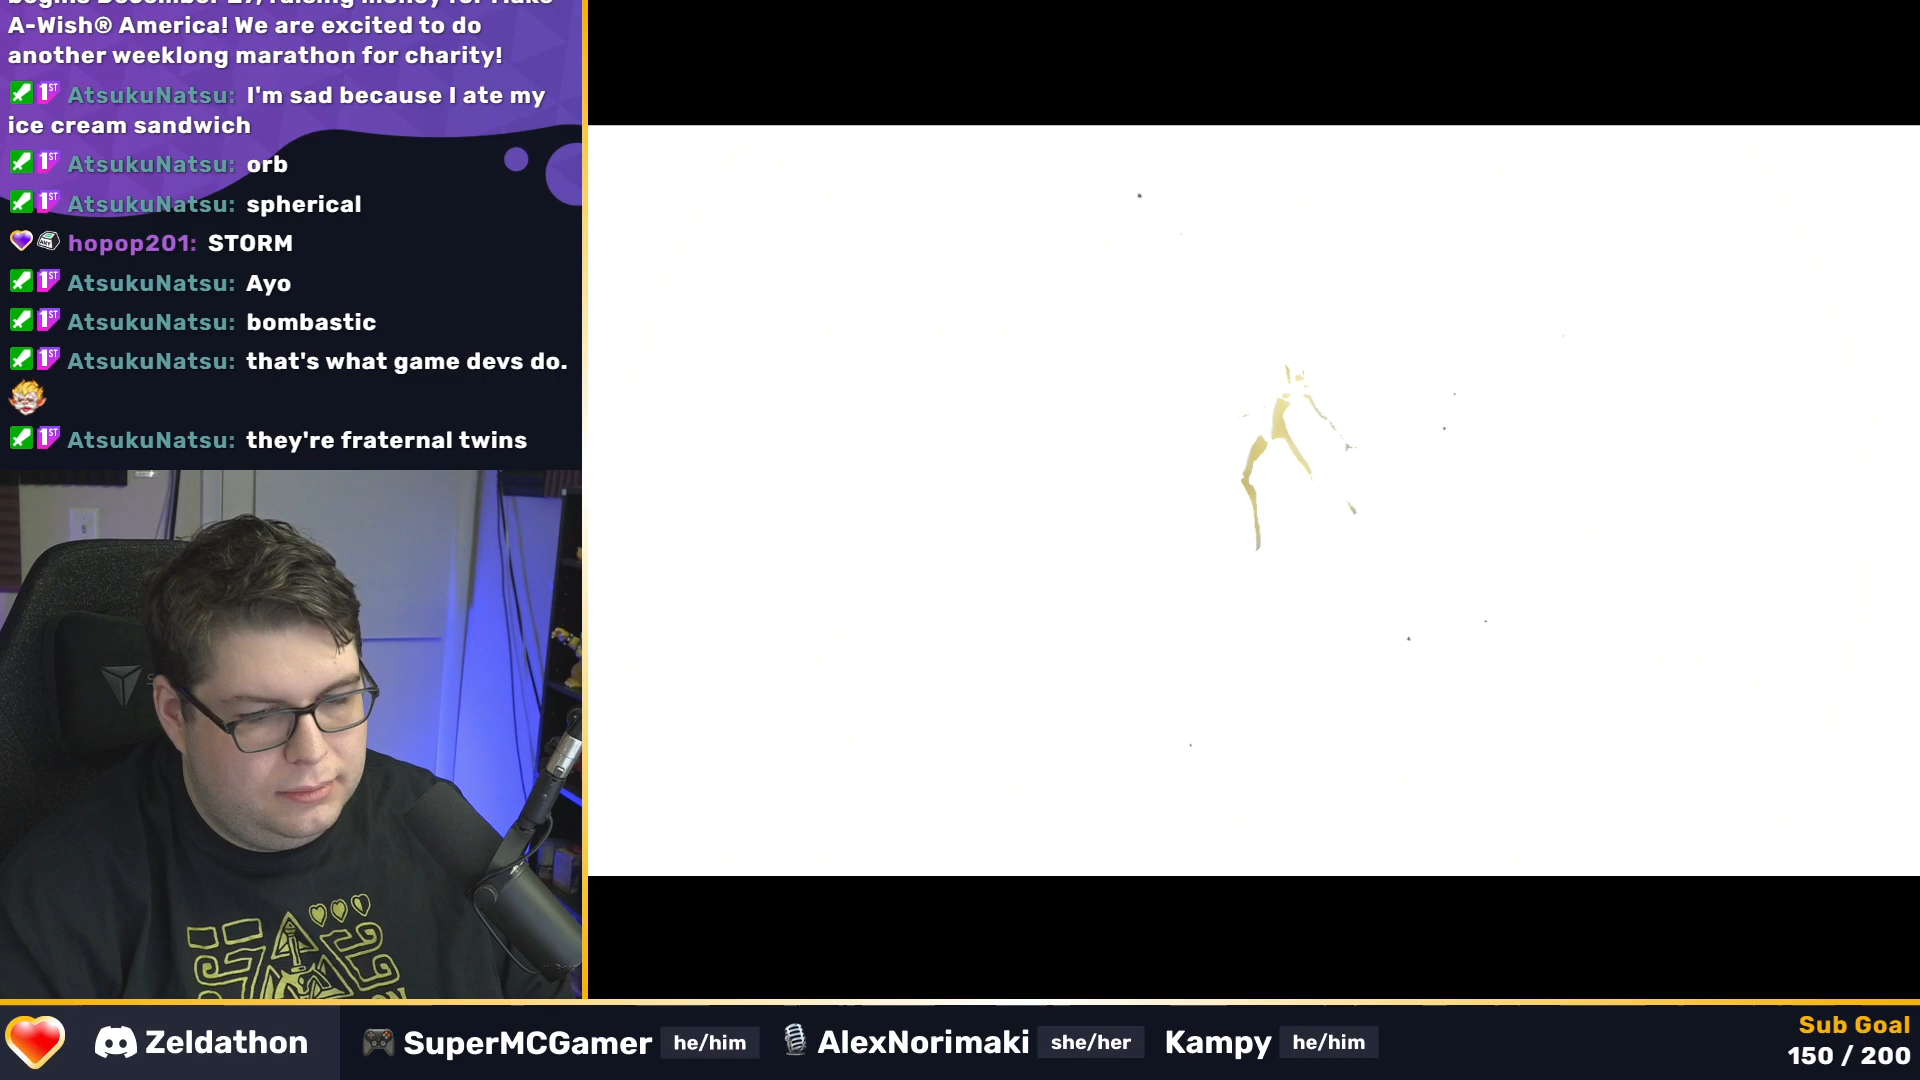 A-Wish® America! We are excited to do
another weeklong marathon for charity!
AtsukuNatsu: I'm sad because I ate my
ice cream sandwich
AtsukuNatsu: orb
AtsukuNatsu: spherical
hopop201: STORM
AtsukuNatsu: Ayo
AtsukuNatsu: bombastic
AtsukuNatsu: that's what game devs do.
AtsukuNatsu: they're fraternal twins
Zeldathon
SuperMCGamer he/him
AlexNorimaki she/her
Kampy he/him
Sub Goal
150 / 200